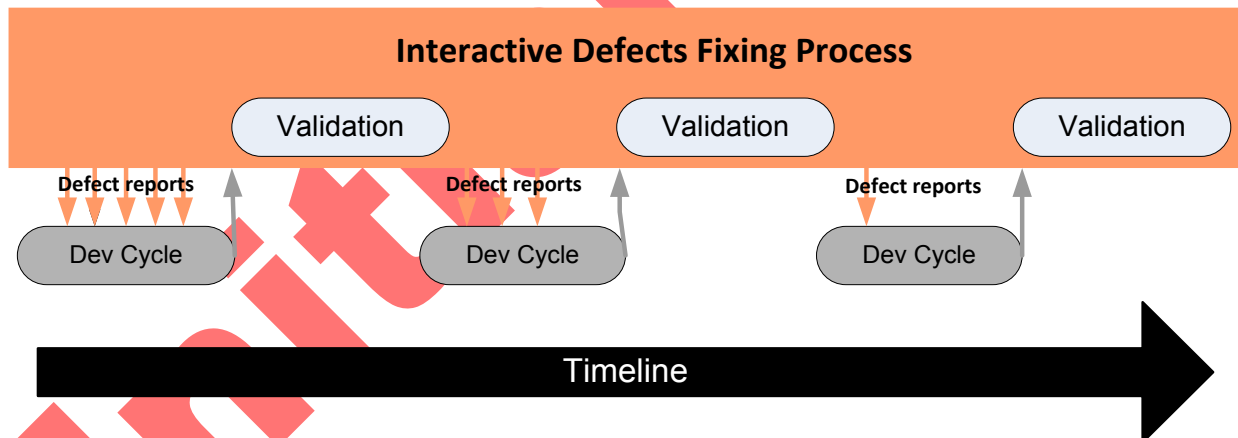 Interactive Defects Fixing Process
Validation
Validation
Validation
Defect reports
Defect reports
Defect reports
Dev Cycle
Dev Cycle
Dev Cycle
Timeline